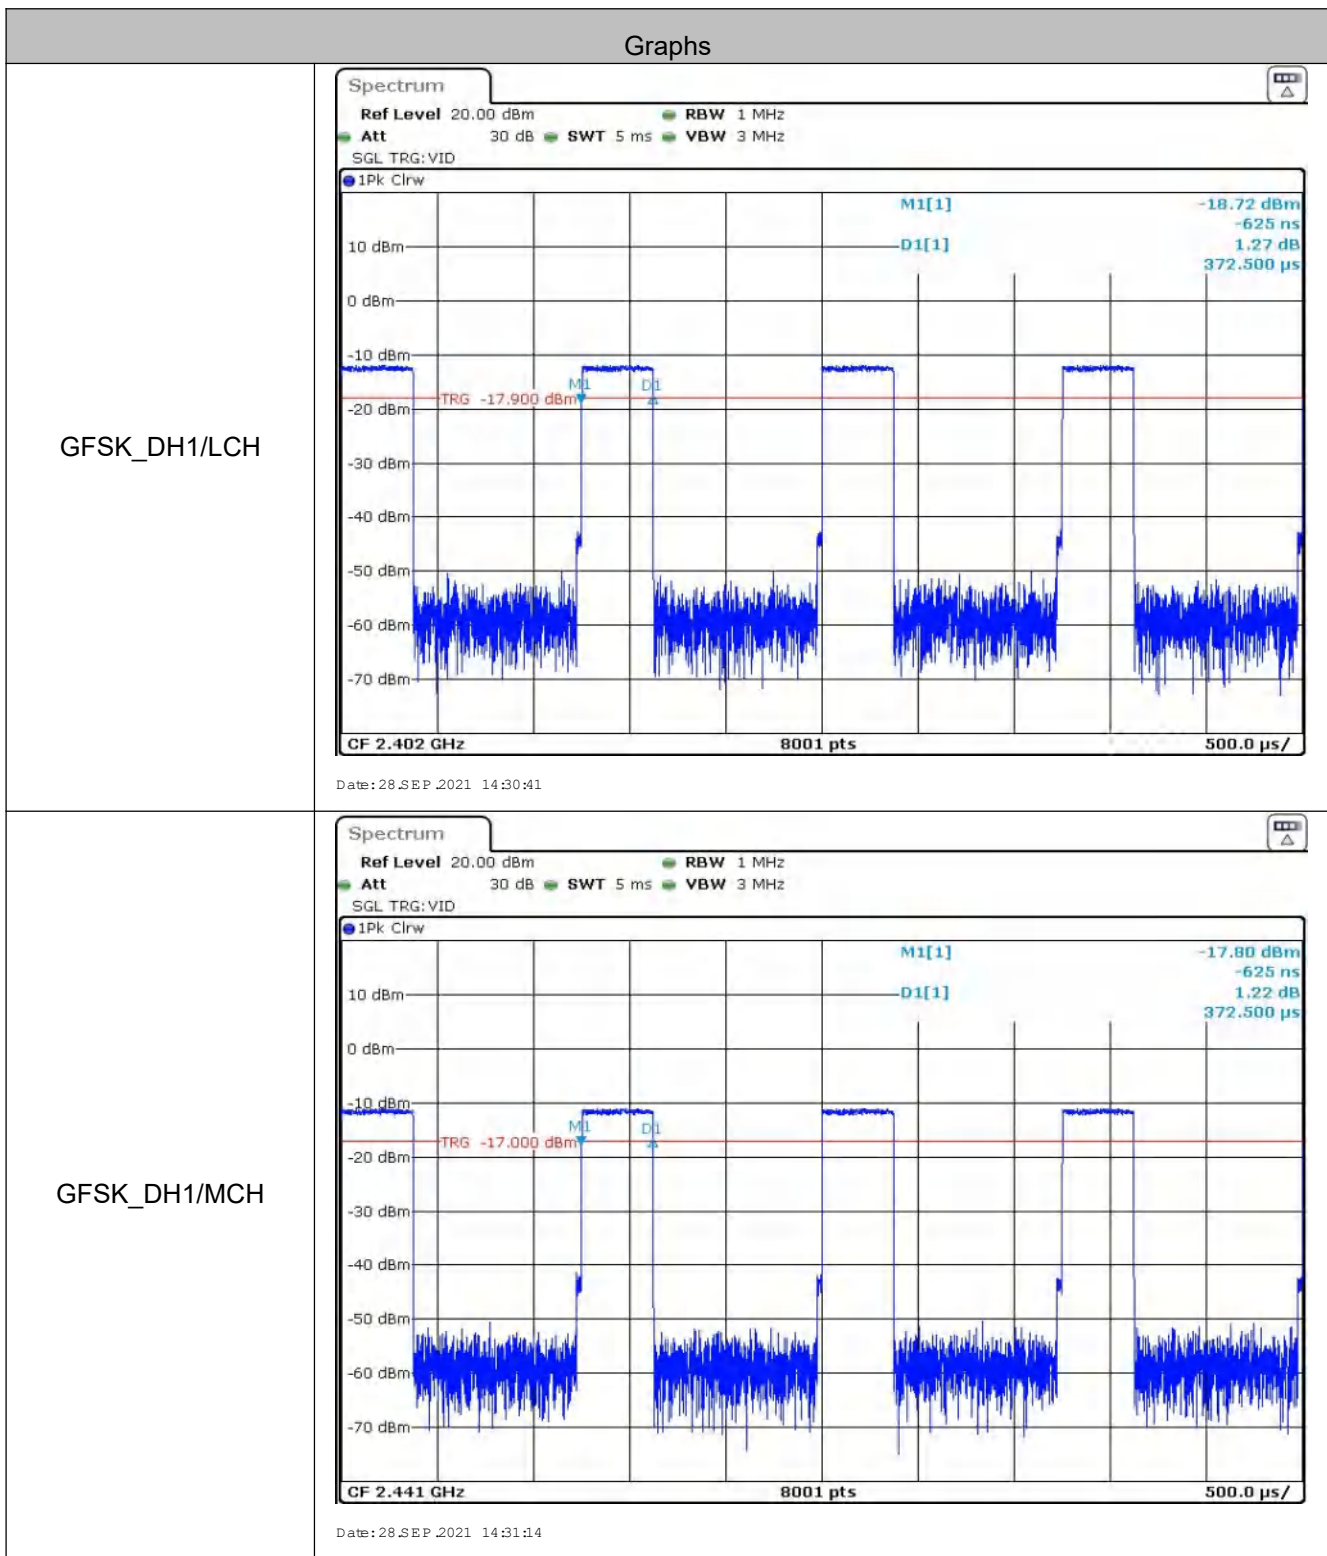 Graphs
GFSK_DH1/LCH
Spectrum
Ref Level 20.00 dBm RBW 1 MHz
Att 30 dB SWT 5 ms VBW 3 MHz
SGL TRG:VID
1Pk Clrw
M1[1] -18.72 dBm
-625 ns
10 dBm D1[1] 1.27 dB
372.500 µs
0 dBm
-10 dBm
M1 D1
TRG -17.900 dBm
-20 dBm
-30 dBm
-40 dBm
-50 dBm
-60 dBm
-70 dBm
CF 2.402 GHz 8001 pts 500.0 µs/
Date:28.SEP.2021 14:30:41
GFSK_DH1/MCH
Spectrum
Ref Level 20.00 dBm RBW 1 MHz
Att 30 dB SWT 5 ms VBW 3 MHz
SGL TRG:VID
1Pk Clrw
M1[1] -17.80 dBm
-625 ns
10 dBm D1[1] 1.22 dB
372.500 µs
0 dBm
-10 dBm
M1 D1
TRG -17.000 dBm
-20 dBm
-30 dBm
-40 dBm
-50 dBm
-60 dBm
-70 dBm
CF 2.441 GHz 8001 pts 500.0 µs/
Date:28.SEP.2021 14:31:14